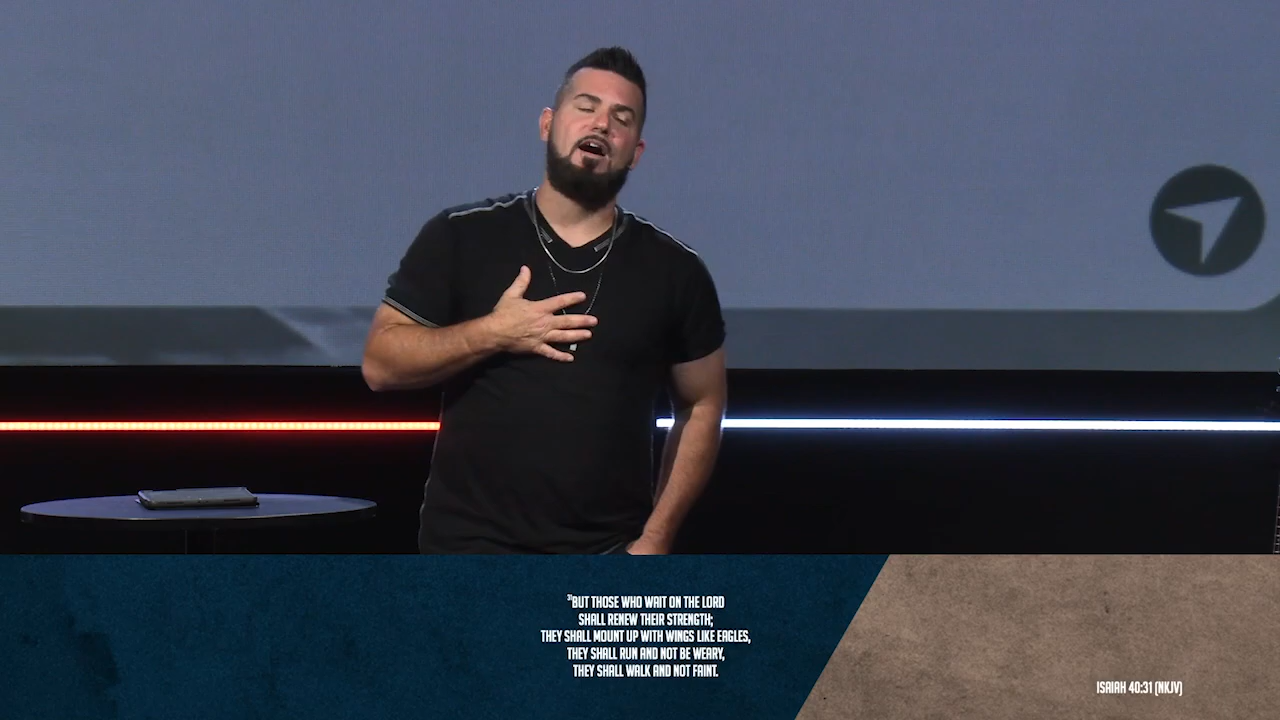 ³¹BUT THOSE WHO WAIT ON THE LORD
SHALL RENEW THEIR STRENGTH;
THEY SHALL MOUNT UP WITH WINGS LIKE EAGLES,
THEY SHALL RUN AND NOT BE WEARY,
THEY SHALL WALK AND NOT FAINT.
ISAIAH 40:31 (NKJV)